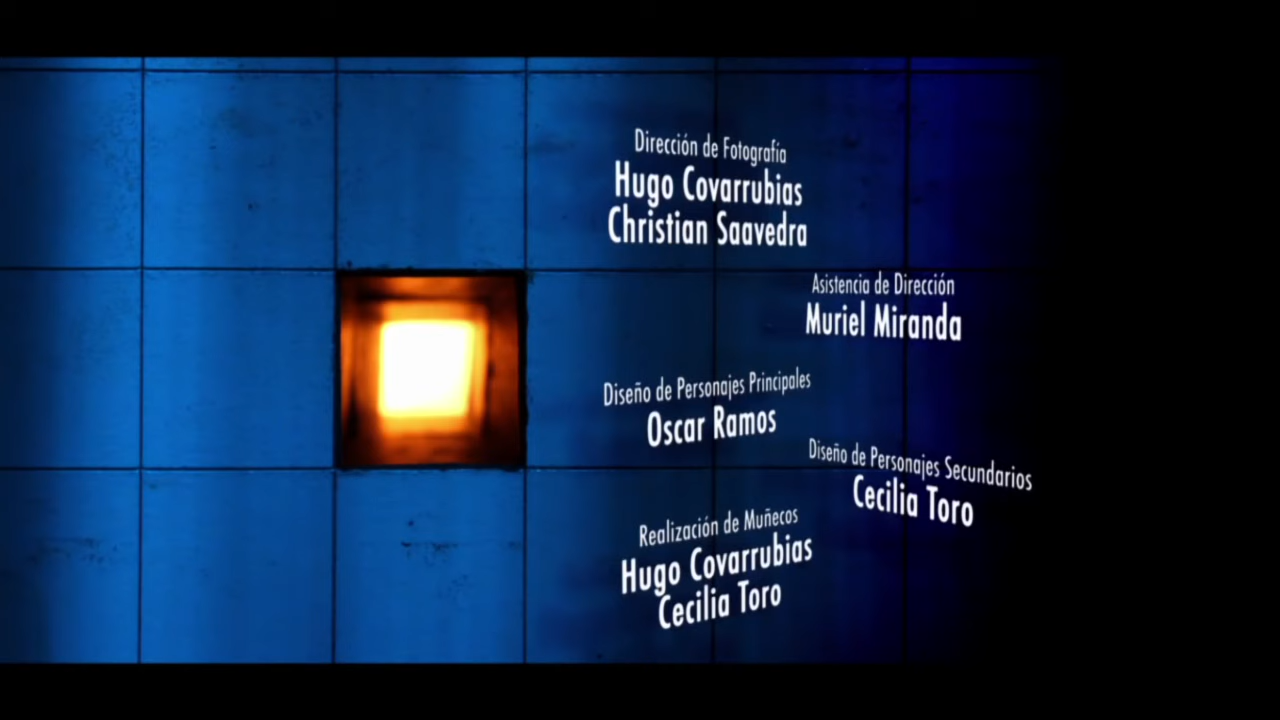 Dirección de Fotografía
Hugo Covarrubias
Christian Saavedra
Asistencia de Dirección
Muriel Miranda
Diseño de Personajes Principales
Oscar Ramos
Diseño de Personajes Secundarios
Cecilia Toro
Realización de Muñecos
Hugo Covarrubias
Cecilia Toro